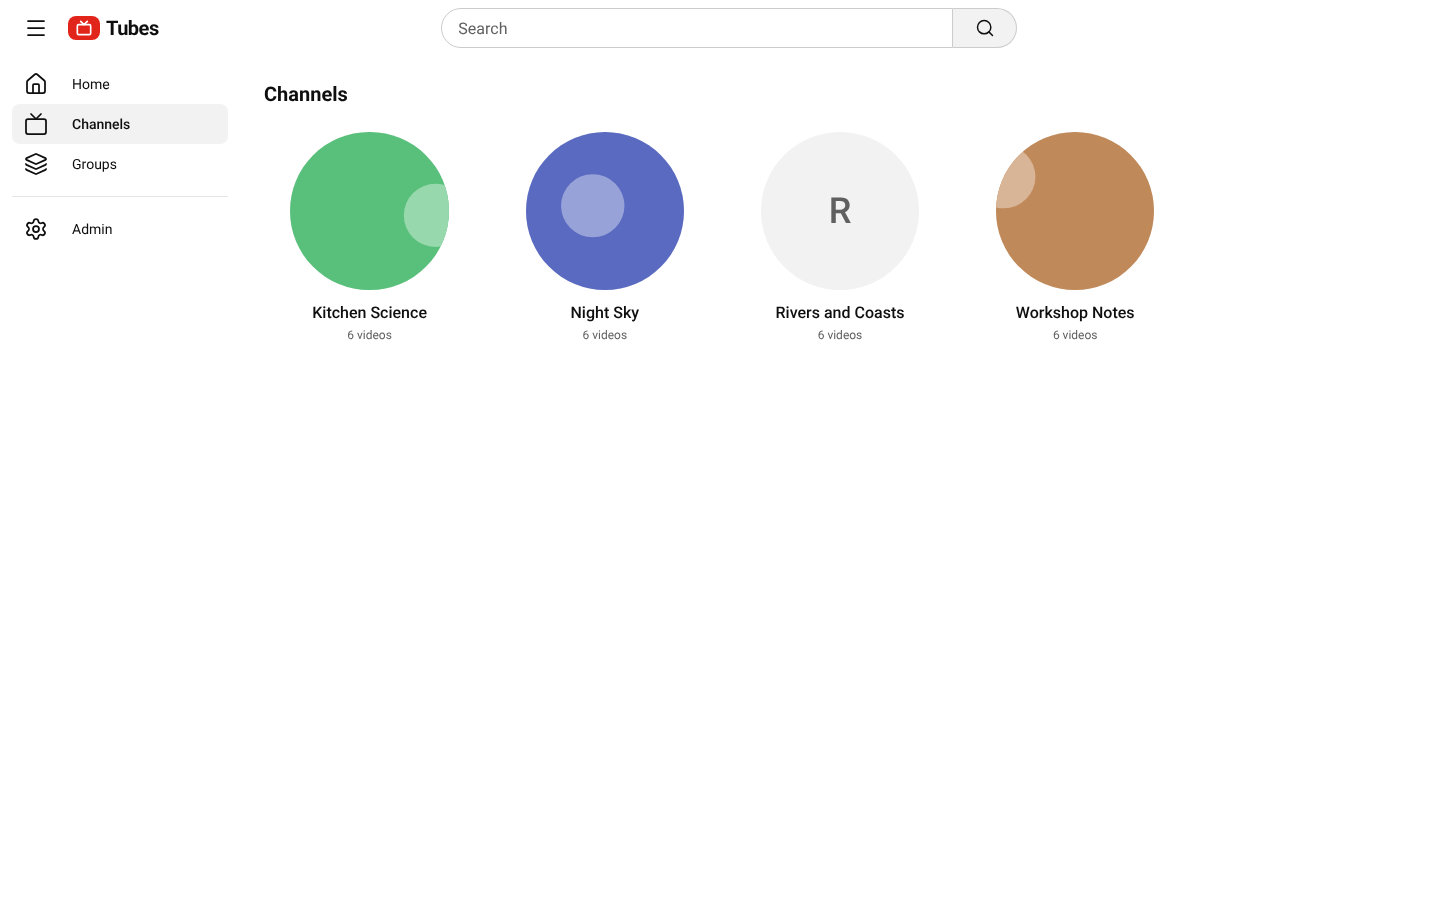 Tubes
Search
Home
Channels
Groups
Admin
Channels
R
Kitchen Science
6 videos
Night Sky
6 videos
Rivers and Coasts
6 videos
Workshop Notes
6 videos